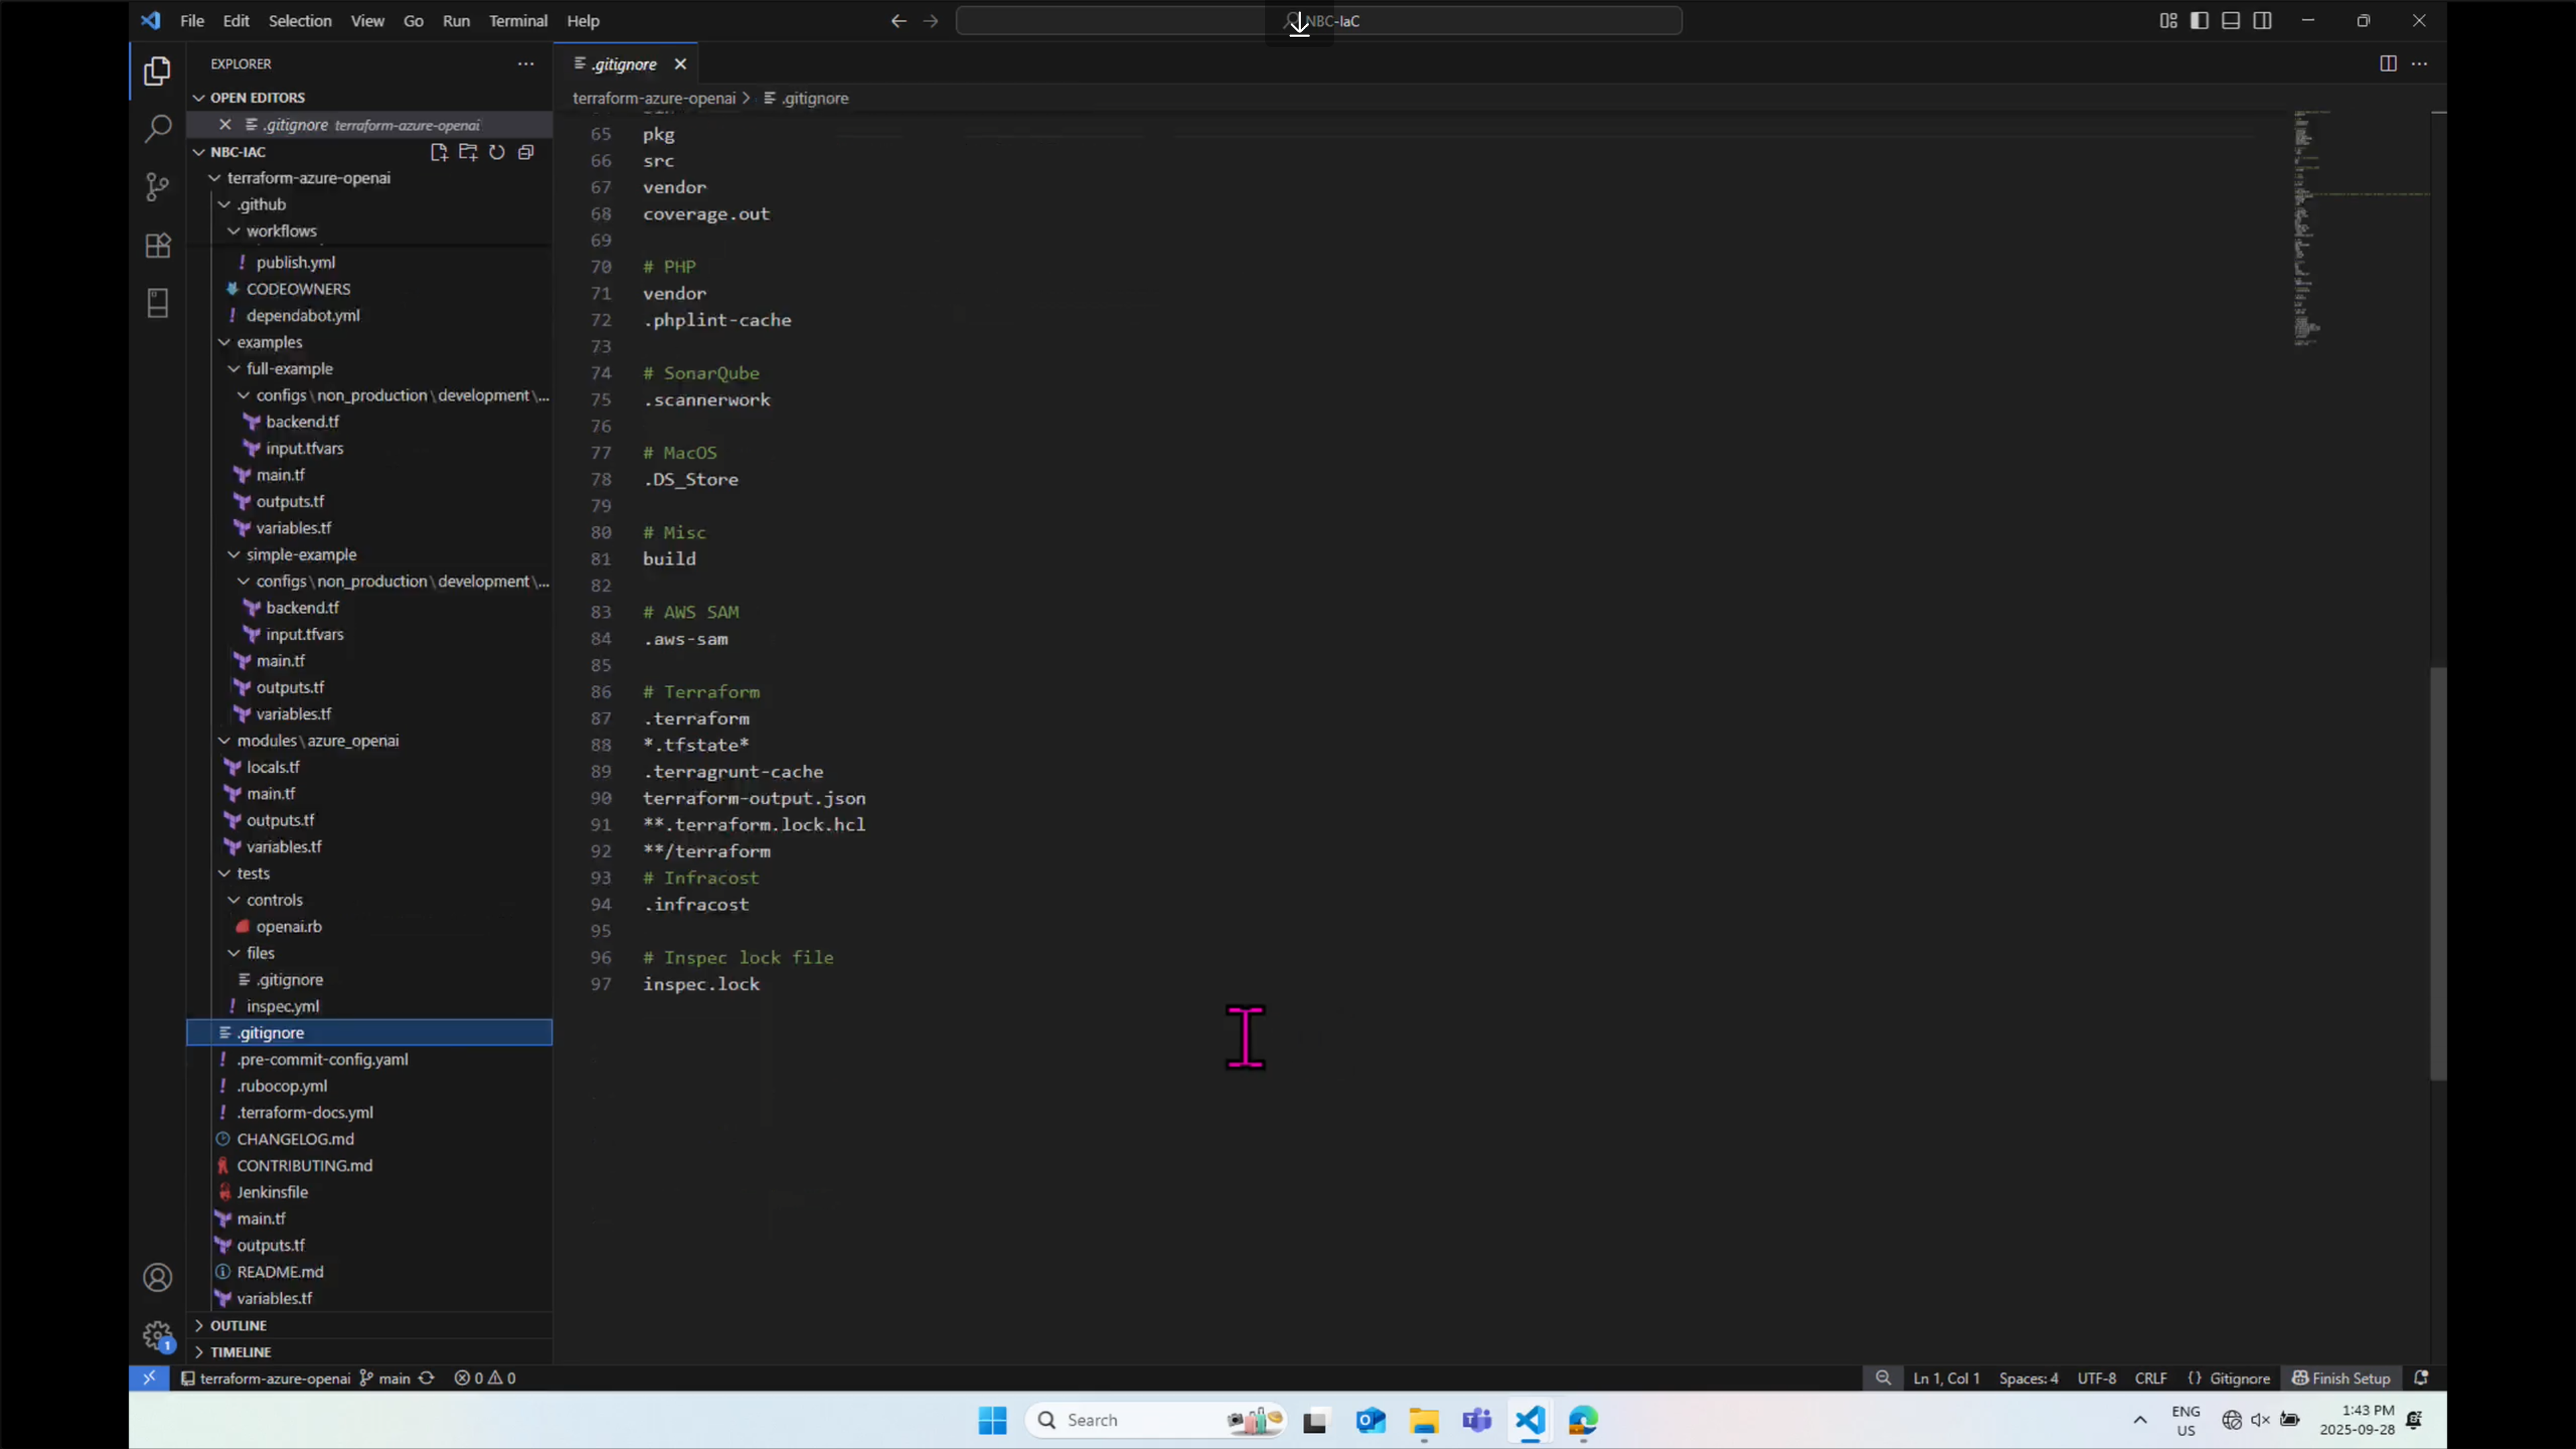 File Edit Selection View Go Run Terminal Help
NBC-IaC
EXPLORER
OPEN EDITORS
.gitignore terraform-azure-openai
NBC-IAC
terraform-azure-openai
.github
workflows
publish.yml
CODEOWNERS
dependabot.yml
examples
full-example
configs\non_production\development\...
backend.tf
input.tfvars
main.tf
outputs.tf
variables.tf
simple-example
configs\non_production\development\...
backend.tf
input.tfvars
main.tf
outputs.tf
variables.tf
modules\azure_openai
locals.tf
main.tf
outputs.tf
variables.tf
tests
controls
openai.rb
files
.gitignore
inspec.yml
.gitignore
.pre-commit-config.yaml
.rubocop.yml
.terraform-docs.yml
CHANGELOG.md
CONTRIBUTING.md
Jenkinsfile
main.tf
outputs.tf
README.md
variables.tf
OUTLINE
TIMELINE
.gitignore
terraform-azure-openai > .gitignore
65 pkg
66 src
67 vendor
68 coverage.out
69
70 # PHP
71 vendor
72 .phplint-cache
73
74 # SonarQube
75 .scannerwork
76
77 # MacOS
78 .DS_Store
79
80 # Misc
81 build
82
83 # AWS SAM
84 .aws-sam
85
86 # Terraform
87 .terraform
88 *.tfstate*
89 .terragrunt-cache
90 terraform-output.json
91 **.terraform.lock.hcl
92 **/terraform
93 # Infracost
94 .infracost
95
96 # Inspec lock file
97 inspec.lock
1
terraform-azure-openai main 0 0 Ln 1, Col 1 Spaces: 4 UTF-8 CRLF {} Gitignore Finish Setup
Search
ENG
US
1:43 PM
2025-09-28